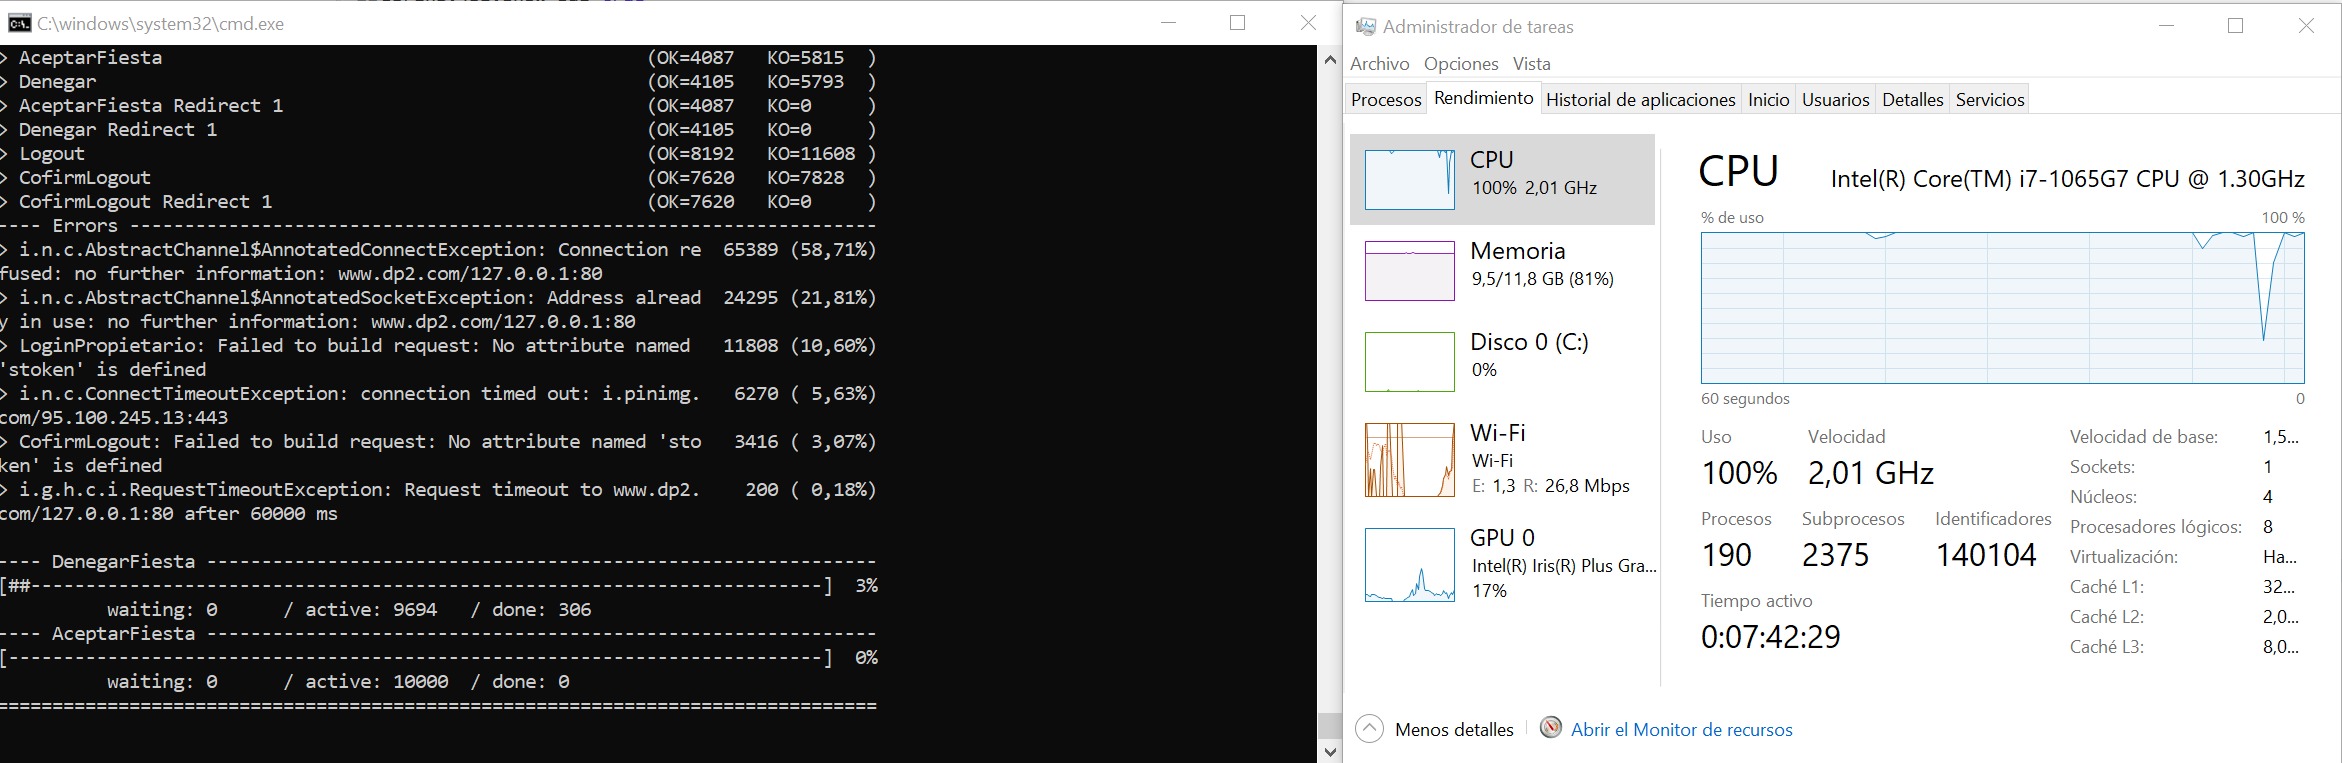 C:\windows\system32\cmd.exe
> AceptarFiesta (OK=4087 KO=5815 )
> Denegar (OK=4105 KO=5793 )
> AceptarFiesta Redirect 1 (OK=4087 KO=0 )
> Denegar Redirect 1 (OK=4105 KO=0 )
> Logout (OK=8192 KO=11608 )
> CofirmLogout (OK=7620 KO=7828 )
> CofirmLogout Redirect 1 (OK=7620 KO=0 )
---- Errors --------------------------------------------------------------------
> i.n.c.AbstractChannel$AnnotatedConnectException: Connection re 65389 (58,71%)
fused: no further information: www.dp2.com/127.0.0.1:80
> i.n.c.AbstractChannel$AnnotatedSocketException: Address alread 24295 (21,81%)
y in use: no further information: www.dp2.com/127.0.0.1:80
> LoginPropietario: Failed to build request: No attribute named 11808 (10,60%)
'stoken' is defined
> i.n.c.ConnectTimeoutException: connection timed out: i.pinimg. 6270 ( 5,63%)
com/95.100.245.13:443
> CofirmLogout: Failed to build request: No attribute named 'sto 3416 ( 3,07%)
ken' is defined
> i.g.h.c.i.RequestTimeoutException: Request timeout to www.dp2. 200 ( 0,18%)
com/127.0.0.1:80 after 60000 ms
---- DenegarFiesta -------------------------------------------------------------
[##--------------------------------------------------------------------------] 3%
waiting: 0 / active: 9694 / done: 306
---- AceptarFiesta -------------------------------------------------------------
[--------------------------------------------------------------------------] 0%
waiting: 0 / active: 10000 / done: 0
================================================================================
Administrador de tareas
Archivo Opciones Vista
Procesos Rendimiento Historial de aplicaciones Inicio Usuarios Detalles Servicios
CPU
100% 2,01 GHz
Memoria
9,5/11,8 GB (81%)
Disco 0 (C:)
0%
Wi-Fi
Wi-Fi
E: 1,3 R: 26,8 Mbps
GPU 0
Intel(R) Iris(R) Plus Gra...
17%
CPU Intel(R) Core(TM) i7-1065G7 CPU @ 1.30GHz
% de uso 100 %
60 segundos 0
Uso Velocidad
100% 2,01 GHz
Procesos Subprocesos Identificadores
190 2375 140104
Tiempo activo
0:07:42:29
Velocidad de base: 1,5...
Sockets: 1
Núcleos: 4
Procesadores lógicos: 8
Virtualización: Ha...
Caché L1: 32...
Caché L2: 2,0...
Caché L3: 8,0...
Menos detalles Abrir el Monitor de recursos